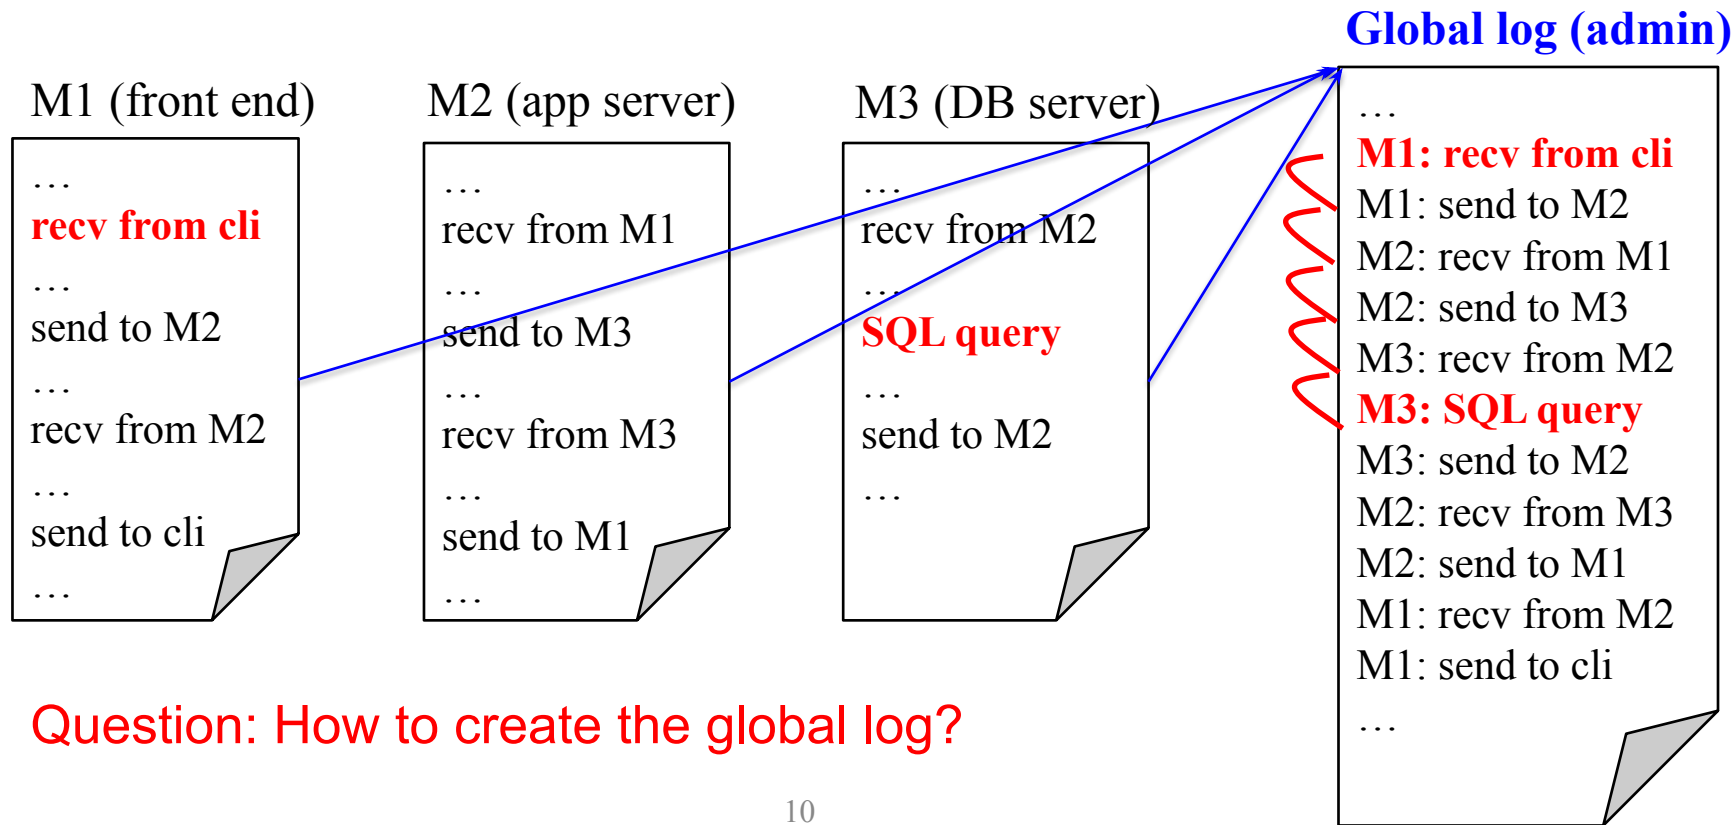 Global log (admin)
M1 (front end)
…
recv from cli
…
send to M2
…
recv from M2
…
send to cli
…
M2 (app server)
…
recv from M1
…
send to M3
…
recv from M3
…
send to M1
…
M3 (DB server)
…
recv from M2
…
SQL query
…
send to M2
…
…
M1: recv from cli
M1: send to M2
M2: recv from M1
M2: send to M3
M3: recv from M2
M3: SQL query
M3: send to M2
M2: recv from M3
M2: send to M1
M1: recv from M2
M1: send to cli
…
Question: How to create the global log?
10